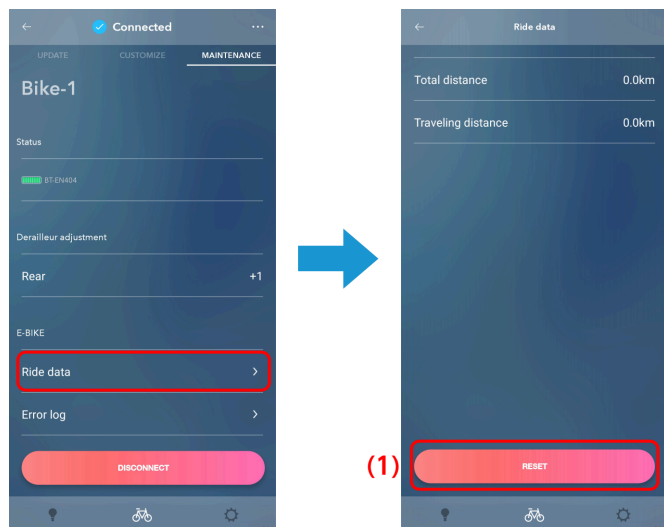 Connected
UPDATE CUSTOMIZE MAINTENANCE
Bike-1
Status
BT-EN404
Derailleur adjustment
Rear +1
E-BIKE
Ride data
Error log
DISCONNECT
Ride data
Total distance 0.0km
Traveling distance 0.0km
(1) RESET